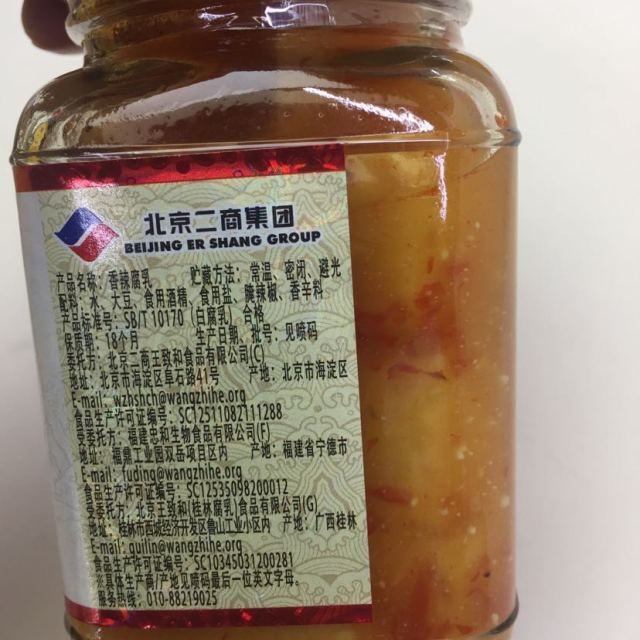 北京二商集团
BEIJING ER SHANG GROUP
产品名称：香辣腐乳 贮藏方法：常温、密闭、避光
配料：水、大豆、食用酒精、食用盐、腌辣椒、香辛料
产品标准号：SB/T 10170（白腐乳）合格
保质期：18个月 生产日期、批号：见喷码
委托方：北京二商王致和食品有限公司(C)
地址：北京市海淀区阜石路41号 产地：北京市海淀区
E-mail：wzhshch@wangzhihe.org
食品生产许可证编号：SC12511082111288
受委托方：福建忠和生物食品有限公司(F)
地址：福鼎工业园双岳项目区内 产地：福建省宁德市
E-mail：fuding@wangzhihe.org
食品生产许可证编号：SC12535098200012
受委托方：北京王致和(桂林腐乳)食品有限公司(G)
地址：桂林市西城经济开发区鲁山工业小区内 产地：广西桂林
E-mail：guilin@wangzhihe.org
食品生产许可证编号：SC10345031200281
※具体生产商/产地见喷码最后一位英文字母。
服务热线：010-88219025